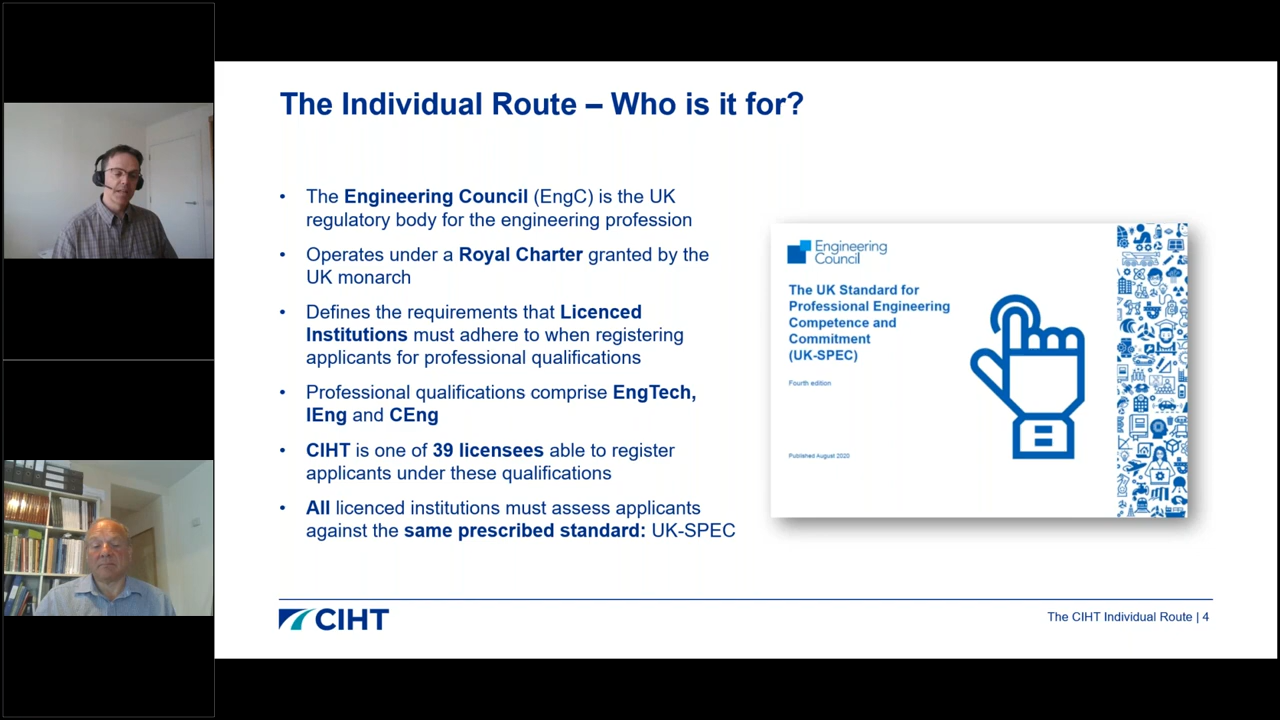 The Individual Route – Who is it for?
• The Engineering Council (EngC) is the UK
regulatory body for the engineering profession
• Operates under a Royal Charter granted by the
UK monarch
• Defines the requirements that Licenced
Institutions must adhere to when registering
applicants for professional qualifications
• Professional qualifications comprise EngTech,
IEng and CEng
• CIHT is one of 39 licensees able to register
applicants under these qualifications
• All licenced institutions must assess applicants
against the same prescribed standard: UK-SPEC
Engineering
Council
The UK Standard for
Professional Engineering
Competence and
Commitment
(UK-SPEC)
Fourth edition
Published August 2020
CIHT
The CIHT Individual Route | 4